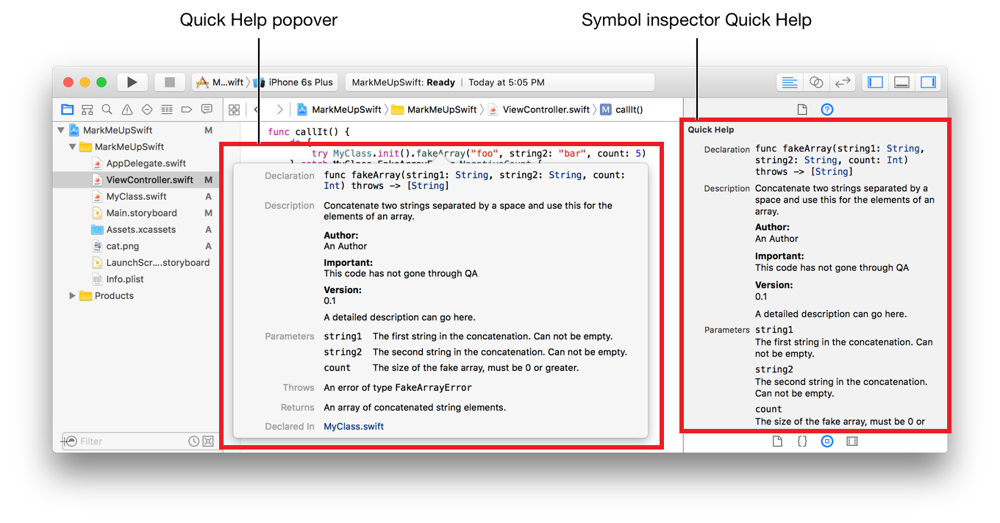 Quick Help popover
Symbol inspector Quick Help
M...wift
iPhone 6s Plus
MarkMeUpSwift: Ready | Today at 5:05 PM
MarkMeUpSwift
MarkMeUpSwift
ViewController.swift
M
callIt()
MarkMeUpSwift M
MarkMeUpSwift
AppDelegate.swift
ViewController.swift M
MyClass.swift A
Main.storyboard M
Assets.xcassets A
cat.png A
LaunchScr....storyboard
Info.plist
Products
Filter
func callIt() {
do {
try MyClass.init().fakeArray("foo", string2: "bar", count: 5)
} catch MyClass.FakeArrayError.NegativeCount {
Declaration func fakeArray(string1: String, string2: String, count:
Int) throws -> [String]
Description Concatenate two strings separated by a space and use this for the
elements of an array.
Author:
An Author
Important:
This code has not gone through QA
Version:
0.1
A detailed description can go here.
Parameters string1 The first string in the concatenation. Can not be empty.
string2 The second string in the concatenation. Can not be empty.
count The size of the fake array, must be 0 or greater.
Throws An error of type FakeArrayError
Returns An array of concatenated string elements.
Declared In MyClass.swift
Quick Help
Declaration func fakeArray(string1: String,
string2: String, count: Int)
throws -> [String]
Description Concatenate two strings separated by a
space and use this for the elements of an
array.
Author:
An Author
Important:
This code has not gone through QA
Version:
0.1
A detailed description can go here.
Parameters string1
The first string in the concatenation. Can
not be empty.
string2
The second string in the concatenation.
Can not be empty.
count
The size of the fake array, must be 0 or